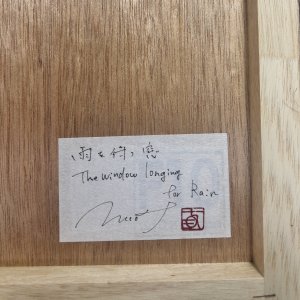 雨を待つ窓
The window longing
for Rain